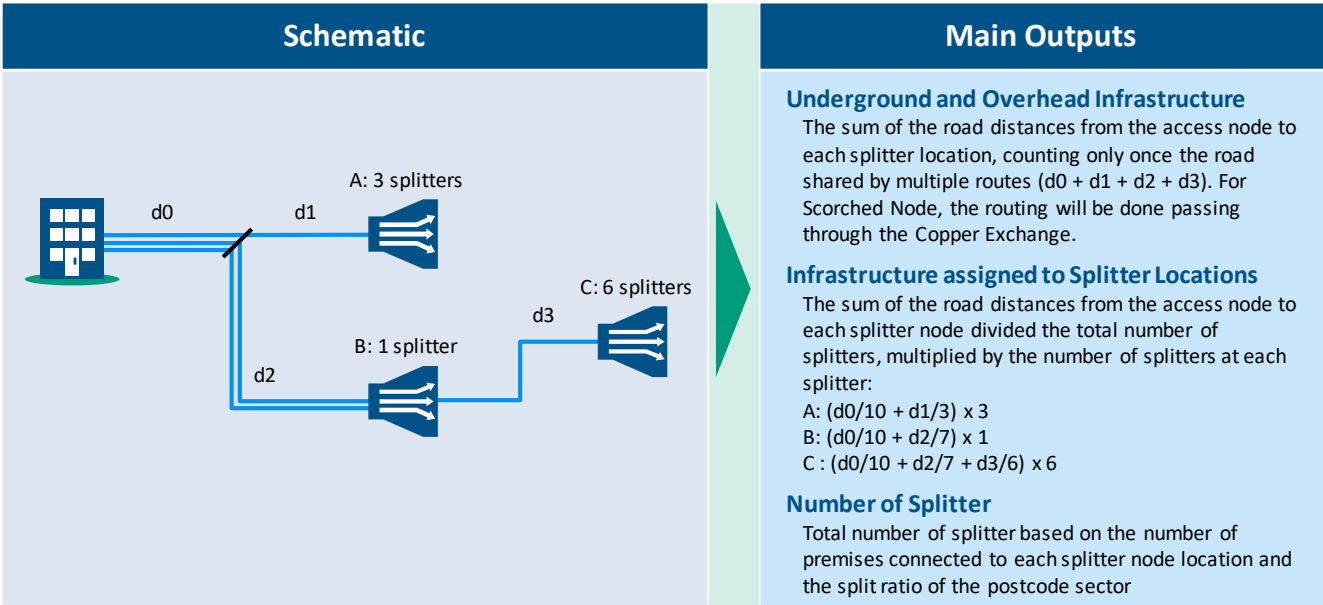 Schematic
d0
d1
A: 3 splitters
C: 6 splitters
d3
B: 1 splitter
d2
Main Outputs
Underground and Overhead Infrastructure
The sum of the road distances from the access node to
each splitter location, counting only once the road
shared by multiple routes (d0 + d1 + d2 + d3). For
Scorched Node, the routing will be done passing
through the Copper Exchange.
Infrastructure assigned to Splitter Locations
The sum of the road distances from the access node to
each splitter node divided the total number of
splitters, multiplied by the number of splitters at each
splitter:
A: (d0/10 + d1/3) x 3
B: (d0/10 + d2/7) x 1
C : (d0/10 + d2/7 + d3/6) x 6
Number of Splitter
Total number of splitter based on the number of
premises connected to each splitter node location and
the split ratio of the postcode sector